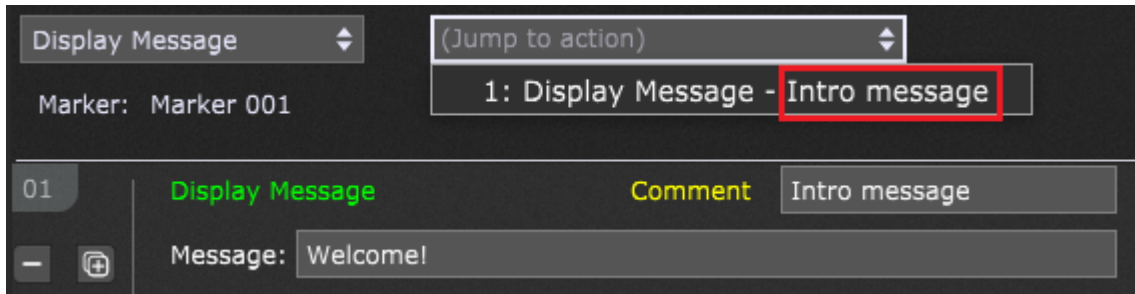 Display Message (Jump to action)
1: Display Message - Intro message
Marker: Marker 001
01 Display Message Comment Intro message
Message: Welcome!